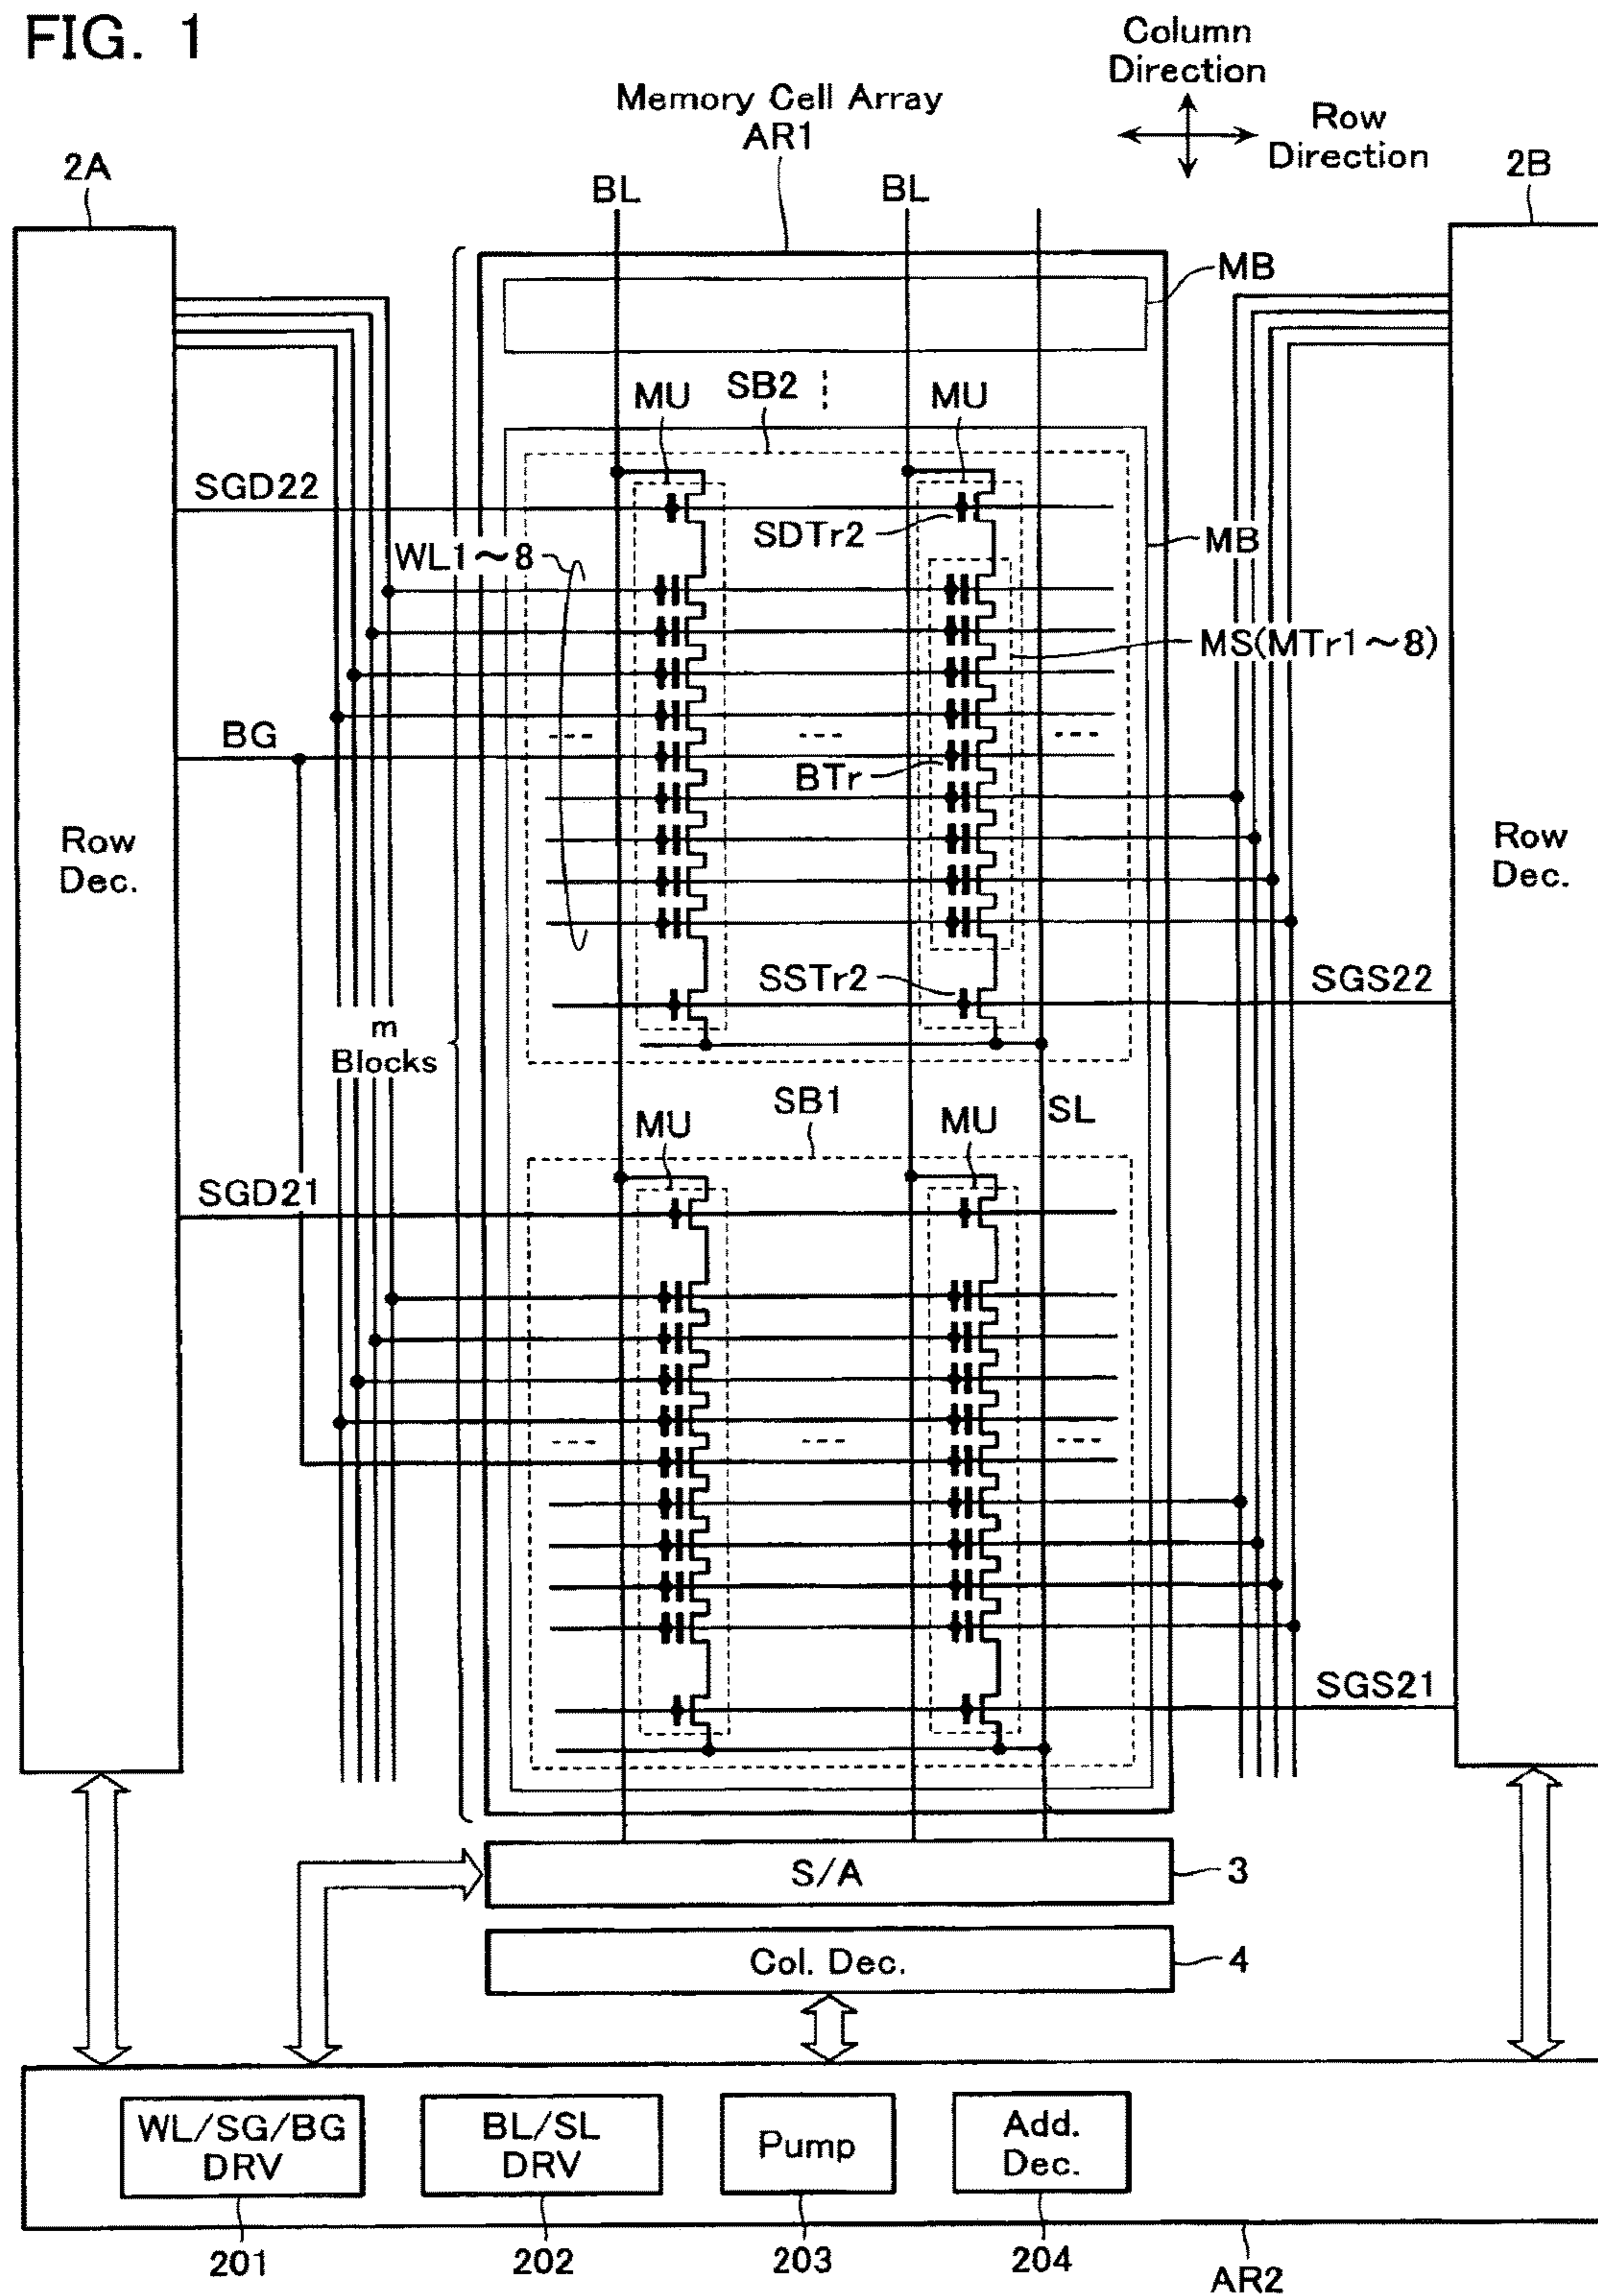 FIG. 1
Column
Direction
Row
Direction
Memory Cell Array
AR1
2A
2B
BL
BL
MB
SB2
MU
MU
SGD22
SDTr2
MB
WL1～8
MS(MTr1～8)
BG
BTr
Row
Dec.
Row
Dec.
SSTr2
SGS22
m
Blocks
SB1
SL
MU
MU
SGD21
SGS21
S/A
3
Col. Dec.
4
WL/SG/BG
DRV
BL/SL
DRV
Pump
Add.
Dec.
201
202
203
204
AR2